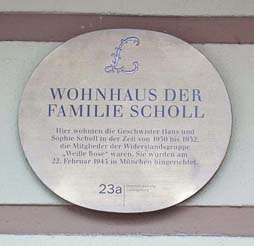 WOHNHAUS DER
FAMILIE SCHOLL
Hier wohnten die Geschwister Hans und
Sophie Scholl in der Zeit von 1930 bis 1932,
die Mitglieder der Widerstandsgruppe
„Weiße Rose“ waren. Sie wurden am
22. Februar 1943 in München hingerichtet.
23a